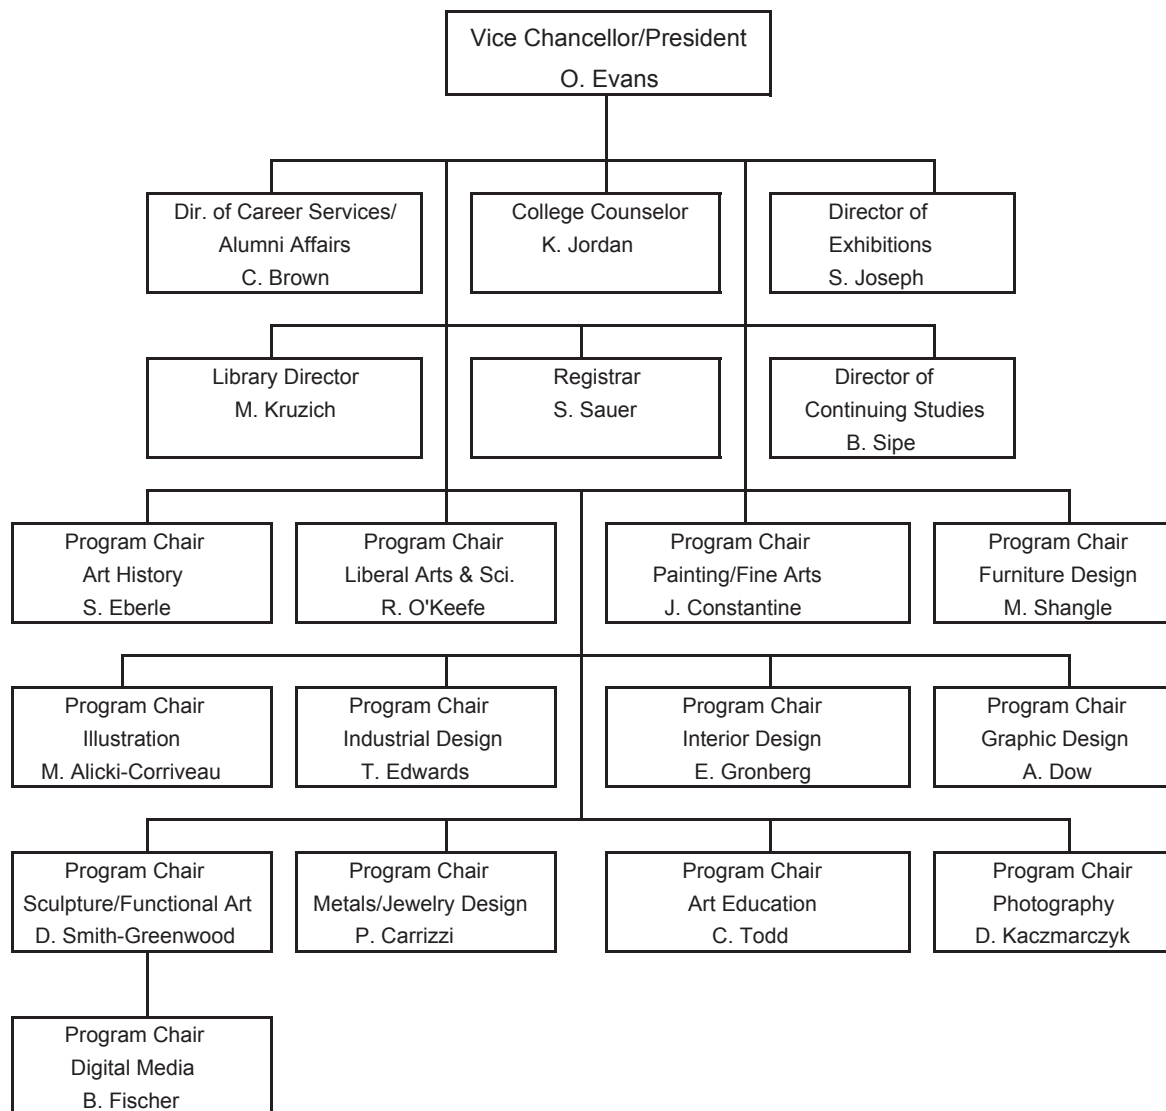 Vice Chancellor/President
O. Evans
Dir. of Career Services/
Alumni Affairs
C. Brown
College Counselor
K. Jordan
Director of
Exhibitions
S. Joseph
Library Director
M. Kruzich
Registrar
S. Sauer
Director of
Continuing Studies
B. Sipe
Program Chair
Art History
S. Eberle
Program Chair
Liberal Arts & Sci.
R. O'Keefe
Program Chair
Painting/Fine Arts
J. Constantine
Program Chair
Furniture Design
M. Shangle
Program Chair
Illustration
M. Alicki-Corriveau
Program Chair
Industrial Design
T. Edwards
Program Chair
Interior Design
E. Gronberg
Program Chair
Graphic Design
A. Dow
Program Chair
Sculpture/Functional Art
D. Smith-Greenwood
Program Chair
Metals/Jewelry Design
P. Carrizzi
Program Chair
Art Education
C. Todd
Program Chair
Photography
D. Kaczmarczyk
Program Chair
Digital Media
B. Fischer